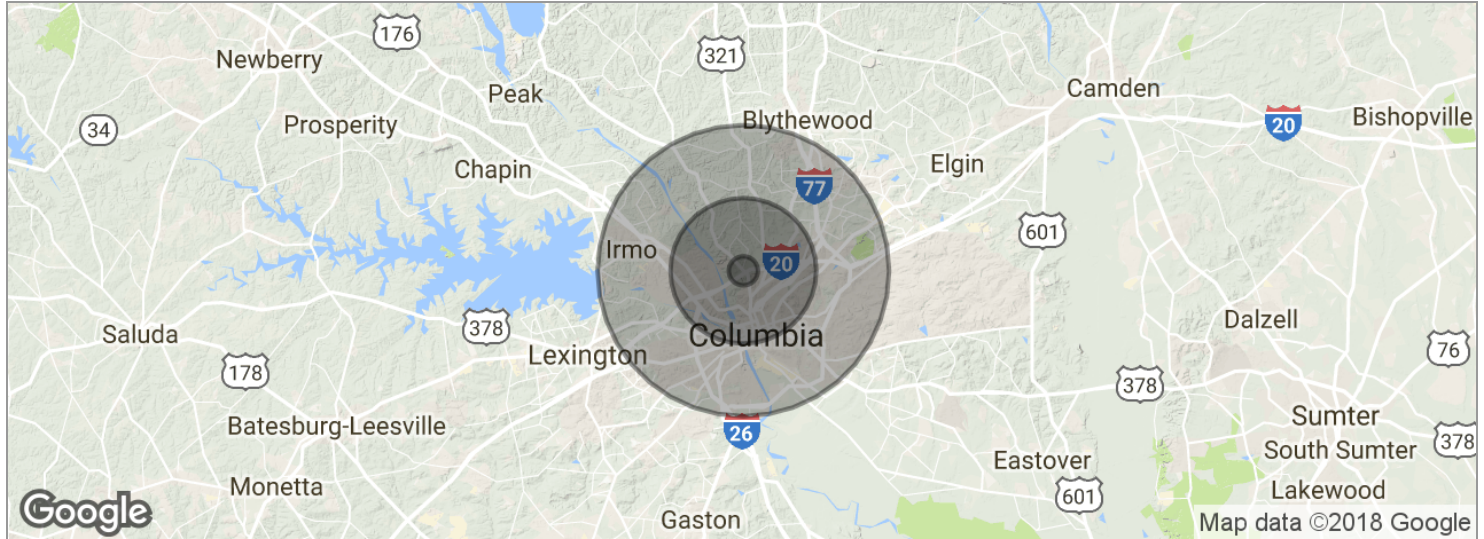 176
Newberry
321
Peak
Camden
Blythewood
Bishopville
34
Prosperity
20
Chapin
Elgin
77
601
Irmo
20
Saluda
378
Columbia
Dalzell
Lexington
76
178
378
Batesburg-Leesville
26
Sumter
378
South Sumter
Eastover
Monetta
601
Lakewood
Google
Gaston
Map data ©2018 Google